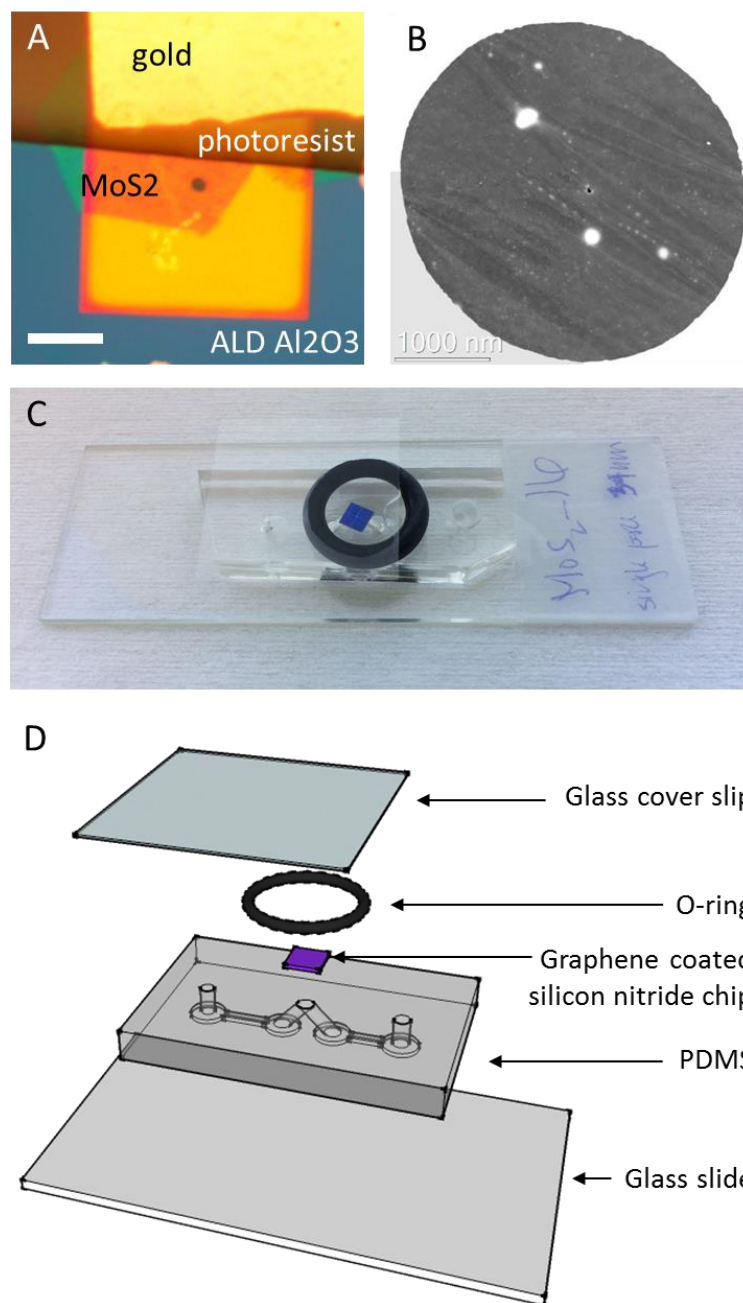 A
gold
photoresist
MoS2
ALD Al2O3
B
1000 nm
C
MoS2-16
single pore
D
Glass cover slip
O-ring
Graphene coated
silicon nitride chip
PDMS
Glass slide